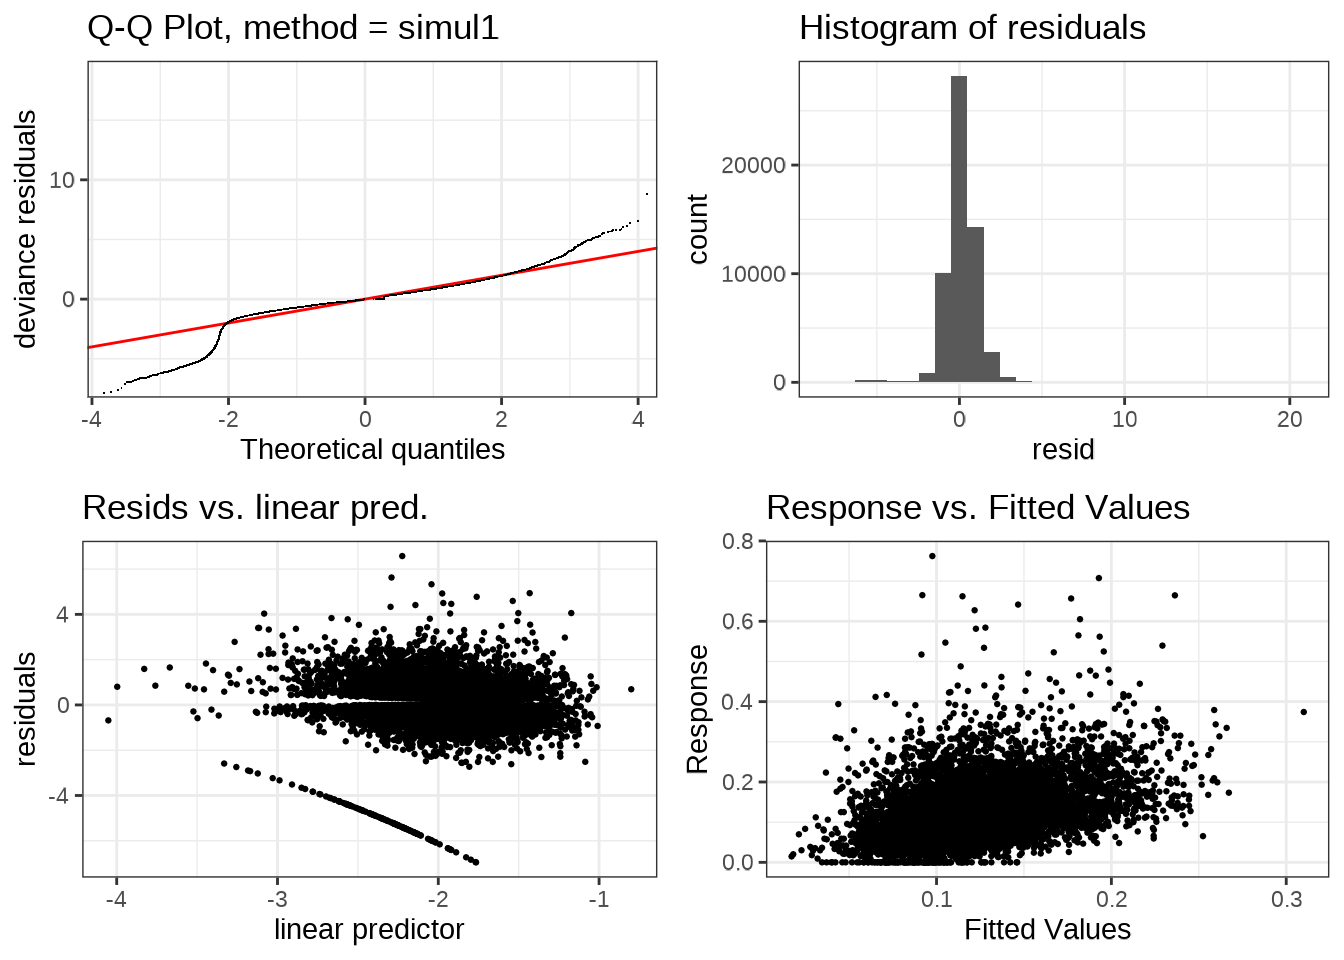 Q-Q Plot, method = simul1
deviance residuals
10
0
-4 -2 0 2 4
Theoretical quantiles
Histogram of residuals
count
20000
10000
0
0 10 20
resid
Resids vs. linear pred.
residuals
4
0
-4
-4 -3 -2 -1
linear predictor
Response vs. Fitted Values
Response
0.8
0.6
0.4
0.2
0.0
0.1 0.2 0.3
Fitted Values